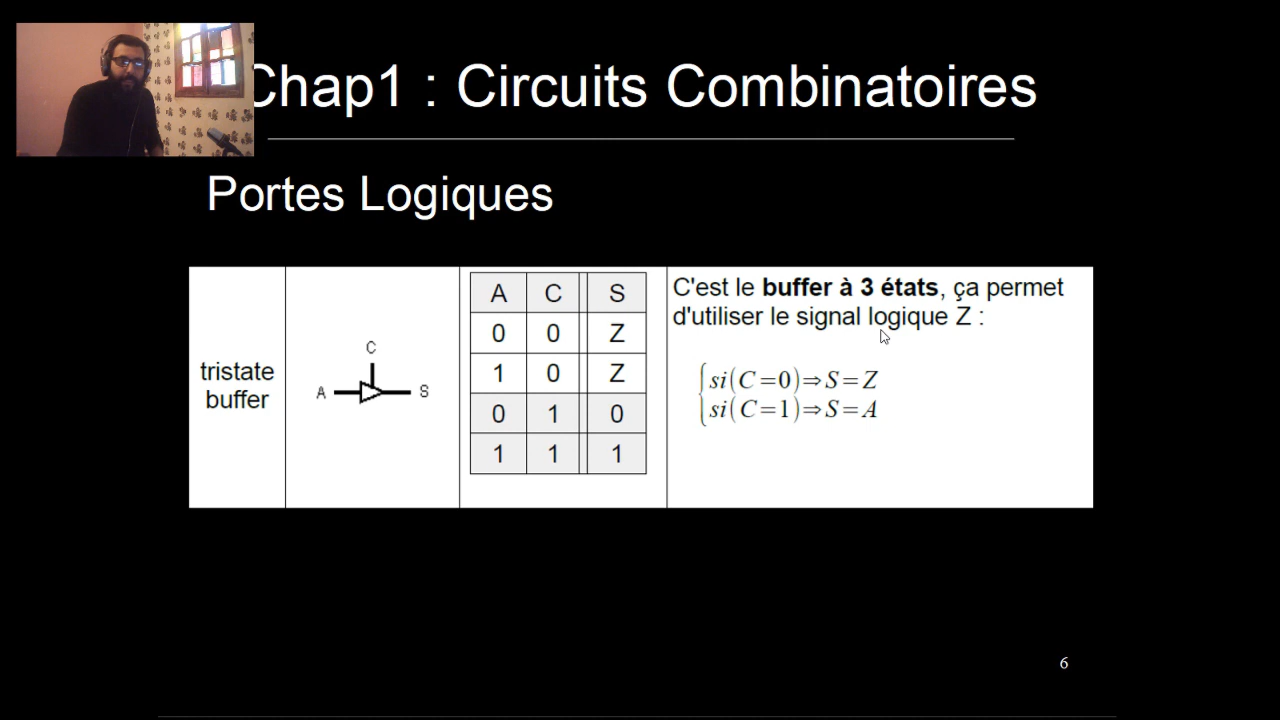 Chap1 : Circuits Combinatoires
Portes Logiques
tristate
buffer
C
A
S
A C S
0 0 Z
1 0 Z
0 1 0
1 1 1
C'est le buffer à 3 états, ça permet
d'utiliser le signal logique Z :
si(C=0)⇒S=Z
si(C=1)⇒S=A
6